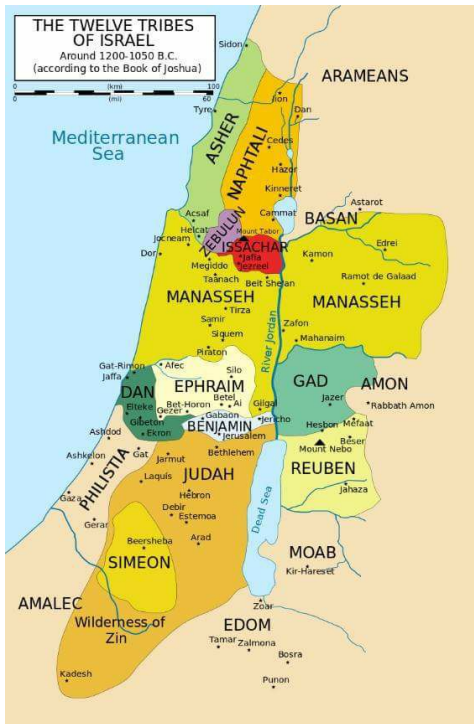 THE TWELVE TRIBES
OF ISRAEL
Around 1200-1050 B.C.
(according to the Book of Joshua)
0 (km) 100
0 (mi) 60
Sidon
ARAMEANS
Ijon
Dan
Tyre
Mediterranean
Sea
ASHER
NAPHTALI
Cedes
Hazor
Kinneret
Cammat
Astarot
BASAN
Acsaf
Helcat
ZEBULUN
Mount Tabor
Jocneam
ISSACHAR
Edrei
Dor
Jafia
Kamon
Megiddo
Jezreel
Taanach
Beit Shean
Ramot de Galaad
MANASSEH
MANASSEH
Tirza
Samir
Zafon
Siquem
Mahanaim
River Jordan
Piraton
Gat-Rimon
Afec
Jaffa
Silo
DAN
EPHRAIM
GAD
AMON
Betel
Elteke
Bet-Horon
Ai
Gilgal
Jazer
Rabbath Amon
Gezer
Gabaon
Jericho
Gibeton
BENJAMIN
Hesbon
Mefaat
Ashdod
Ekron
Jerusalem
Beser
Mount Nebo
Gat
Bethlehem
Ashkelon
Jarmut
REUBEN
PHILISTIA
JUDAH
Laquis
Jahaza
Gaza
Hebron
Dead Sea
Debir
Gerar
Estemoa
Beersheba
Arad
MOAB
SIMEON
Kir-Hareset
AMALEC
Zoar
Wilderness of
Zin
EDOM
Tamar
Zalmona
Bosra
Kadesh
Punon